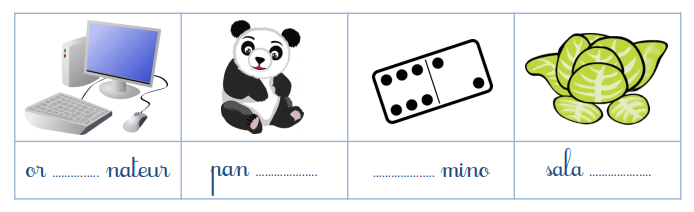 or ............... nateur
pan ....................
.................... mino
sala ....................